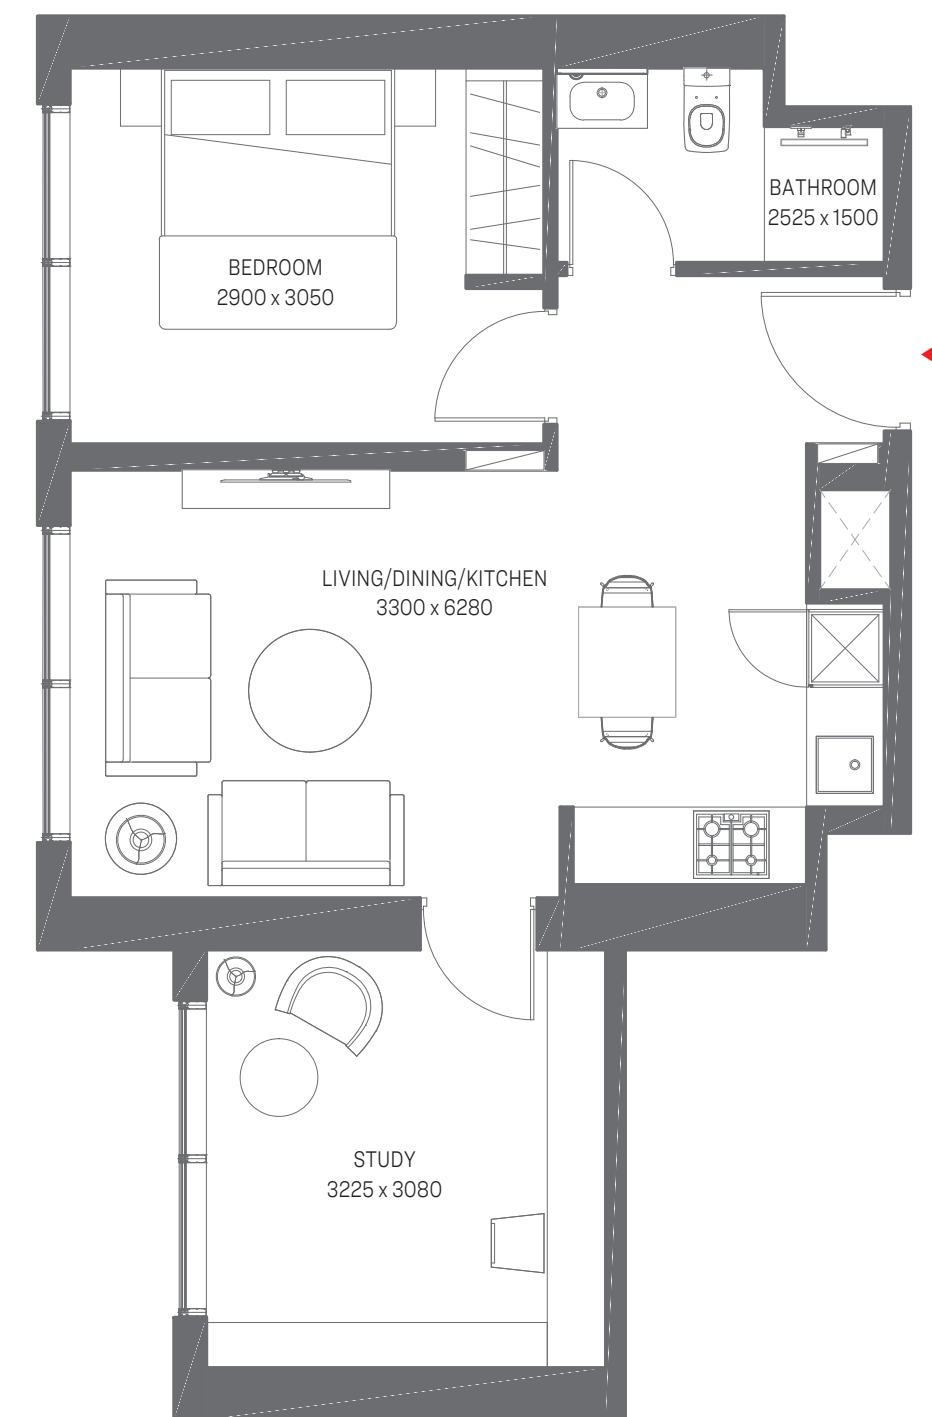 BATHROOM
2525 x 1500
BEDROOM
2900 x 3050
LIVING/DINING/KITCHEN
3300 x 6280
STUDY
3225 x 3080